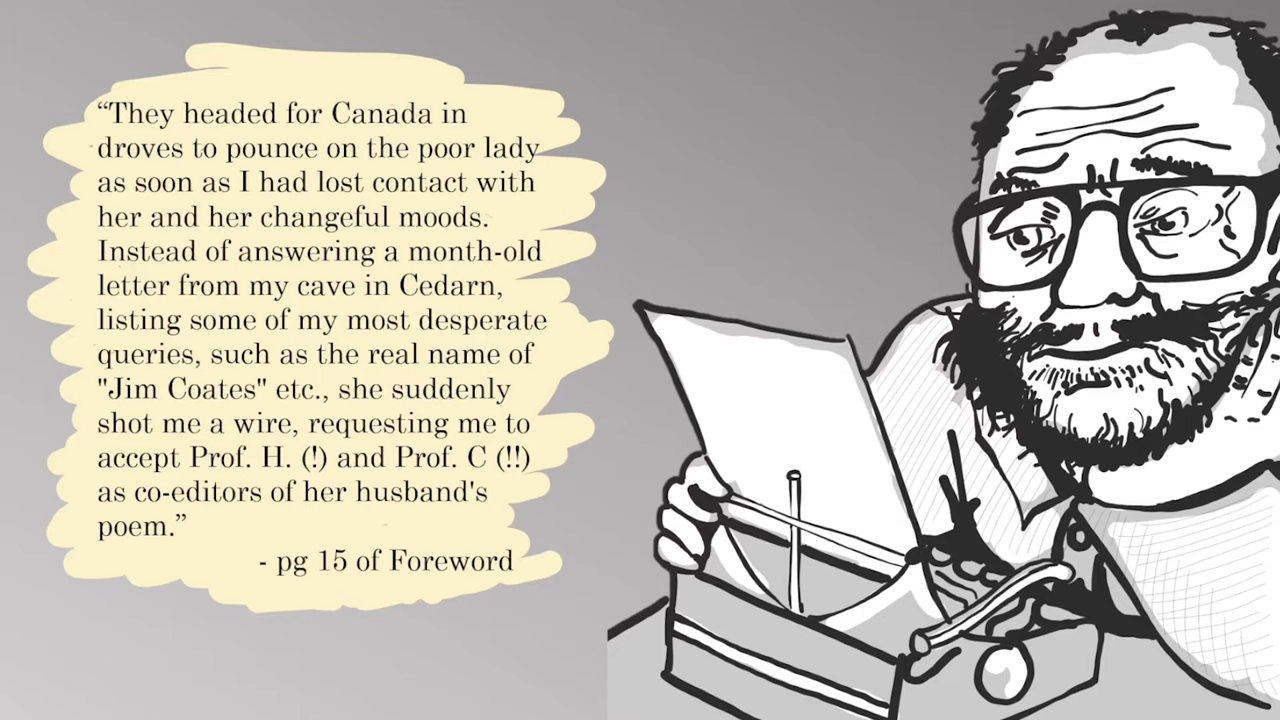 “They headed for Canada in
droves to pounce on the poor lady
as soon as I had lost contact with
her and her changeful moods.
Instead of answering a month-old
letter from my cave in Cedarn,
listing some of my most desperate
queries, such as the real name of
"Jim Coates" etc., she suddenly
shot me a wire, requesting me to
accept Prof. H. (!) and Prof. C (!!)
as co-editors of her husband's
poem.”
- pg 15 of Foreword